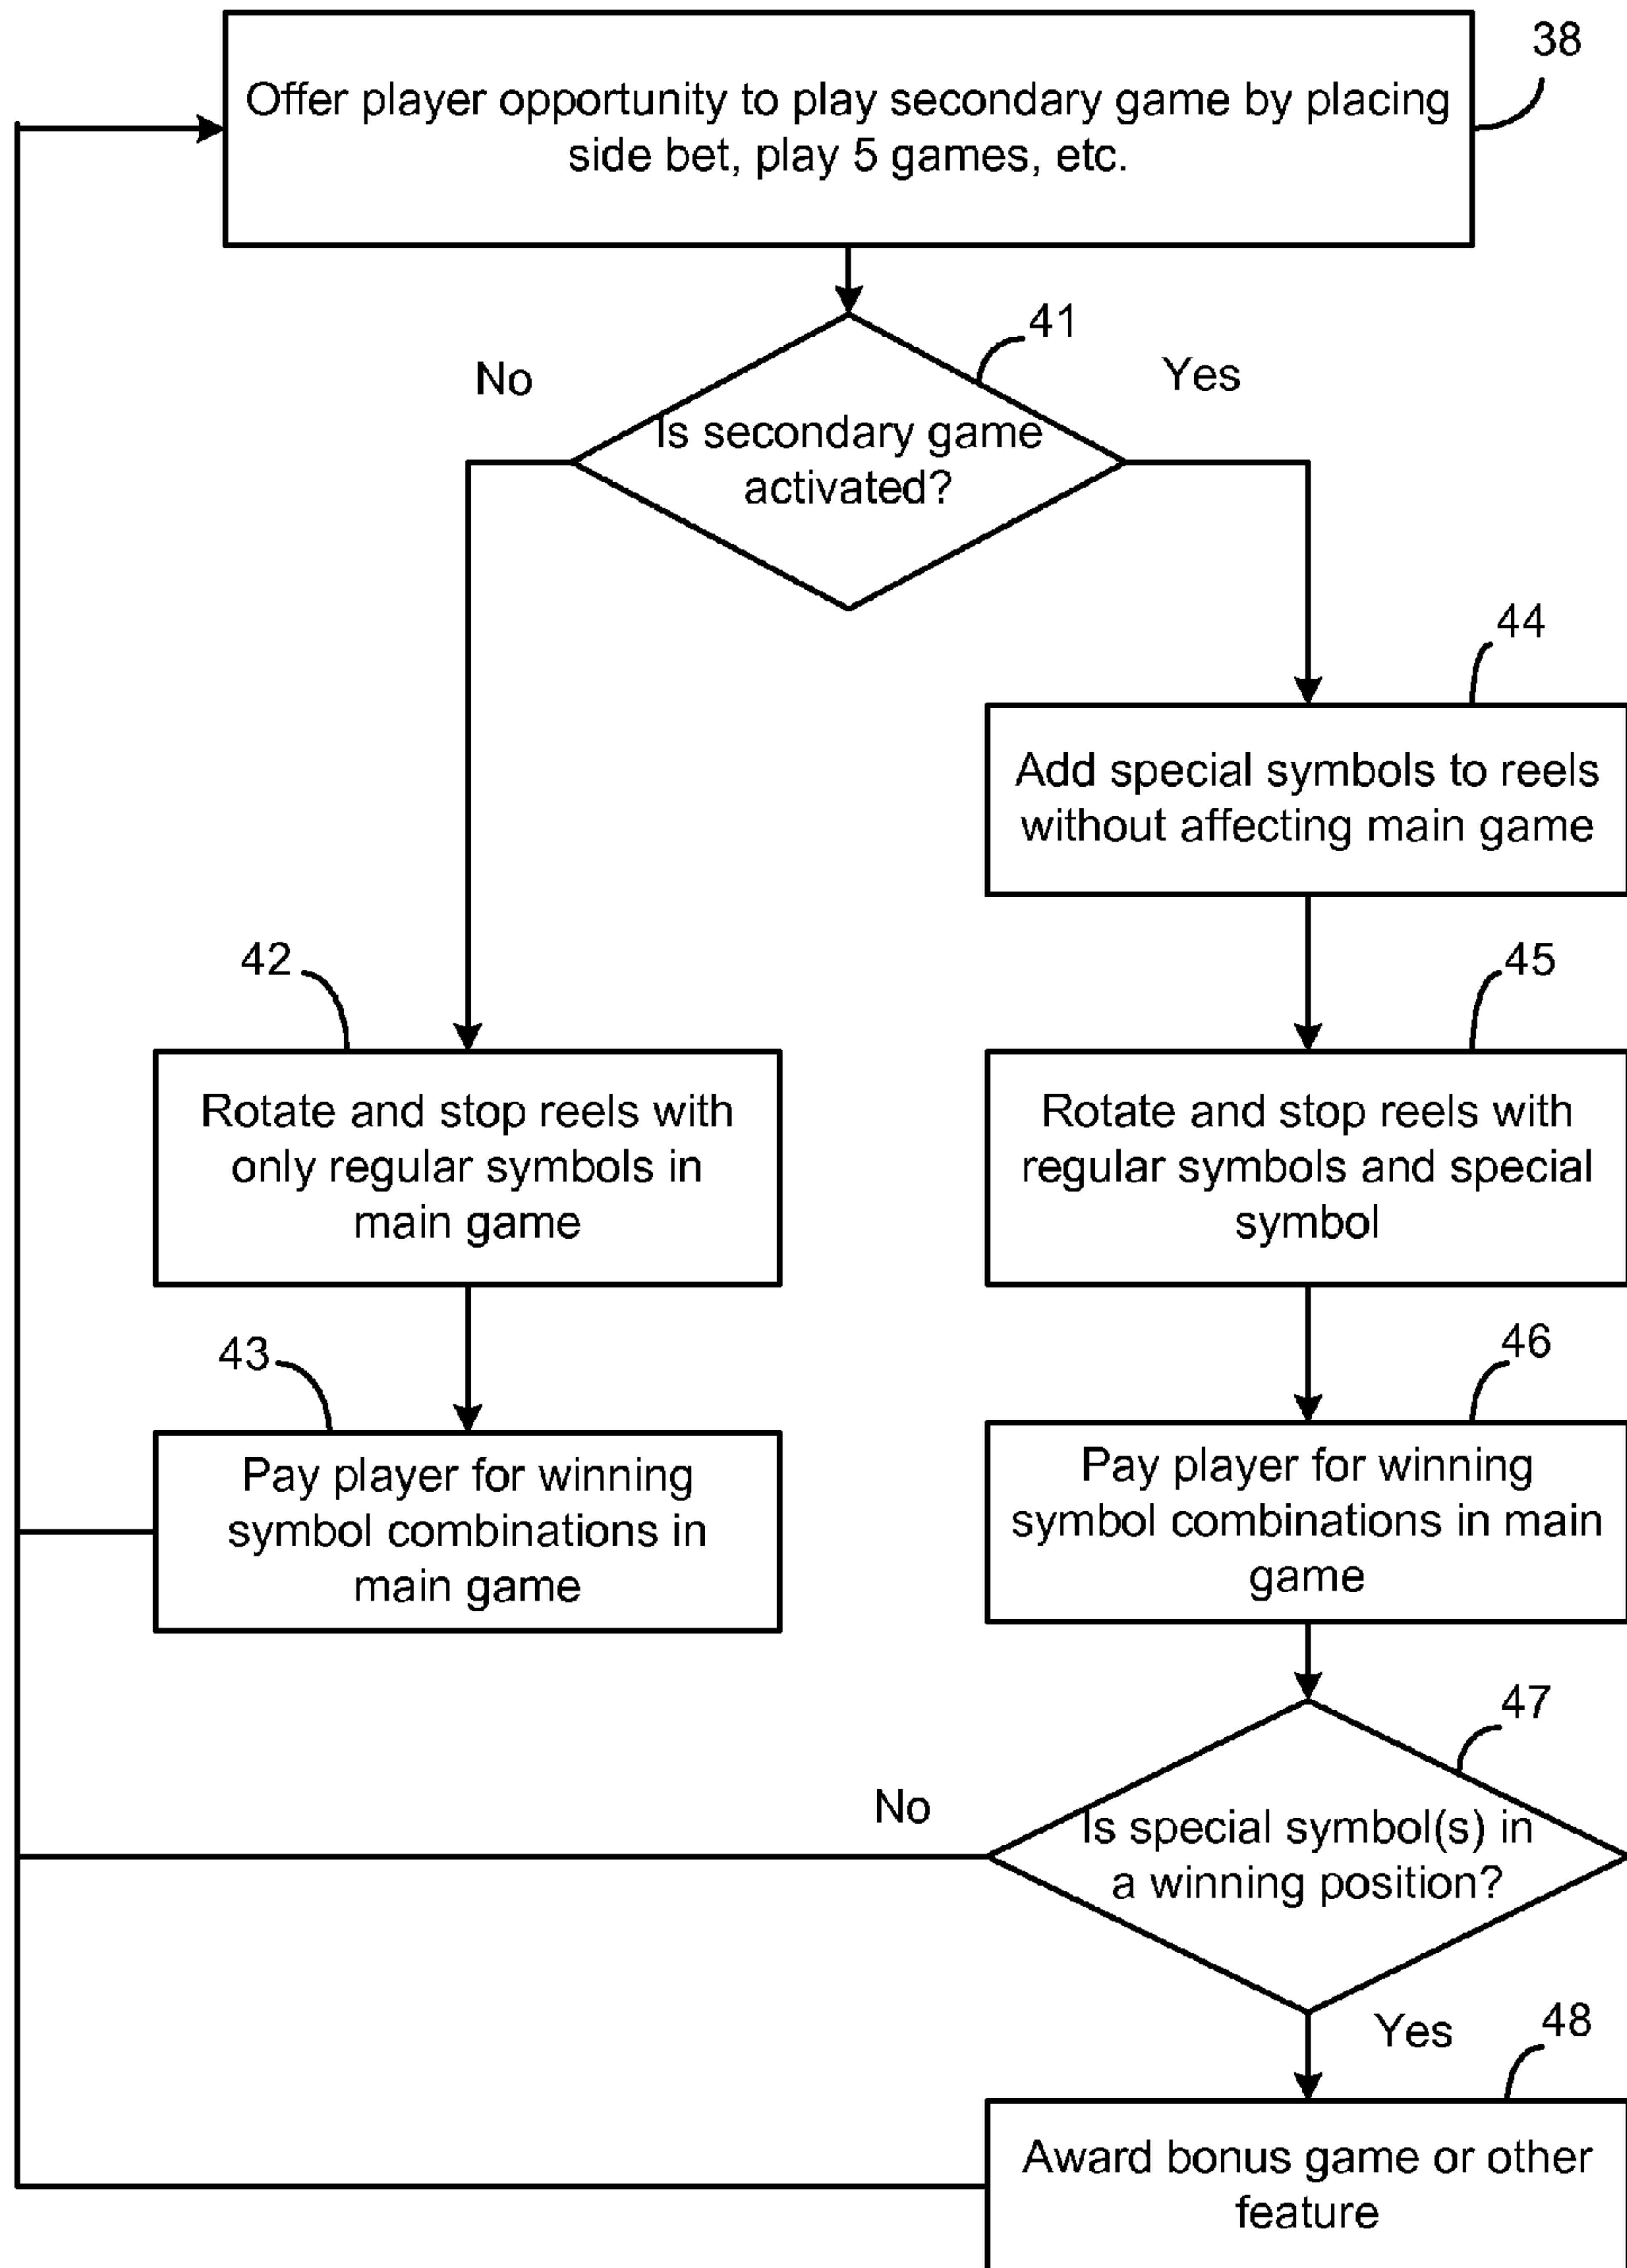 38
Offer player opportunity to play secondary game by placing
side bet, play 5 games, etc.
41
No
Yes
Is secondary game
activated?
44
Add special symbols to reels
without affecting main game
42
45
Rotate and stop reels with
only regular symbols in
main game
Rotate and stop reels with
regular symbols and special
symbol
43
46
Pay player for winning
symbol combinations in
main game
Pay player for winning
symbol combinations in main
game
47
No
Is special symbol(s) in
a winning position?
Yes
48
Award bonus game or other
feature